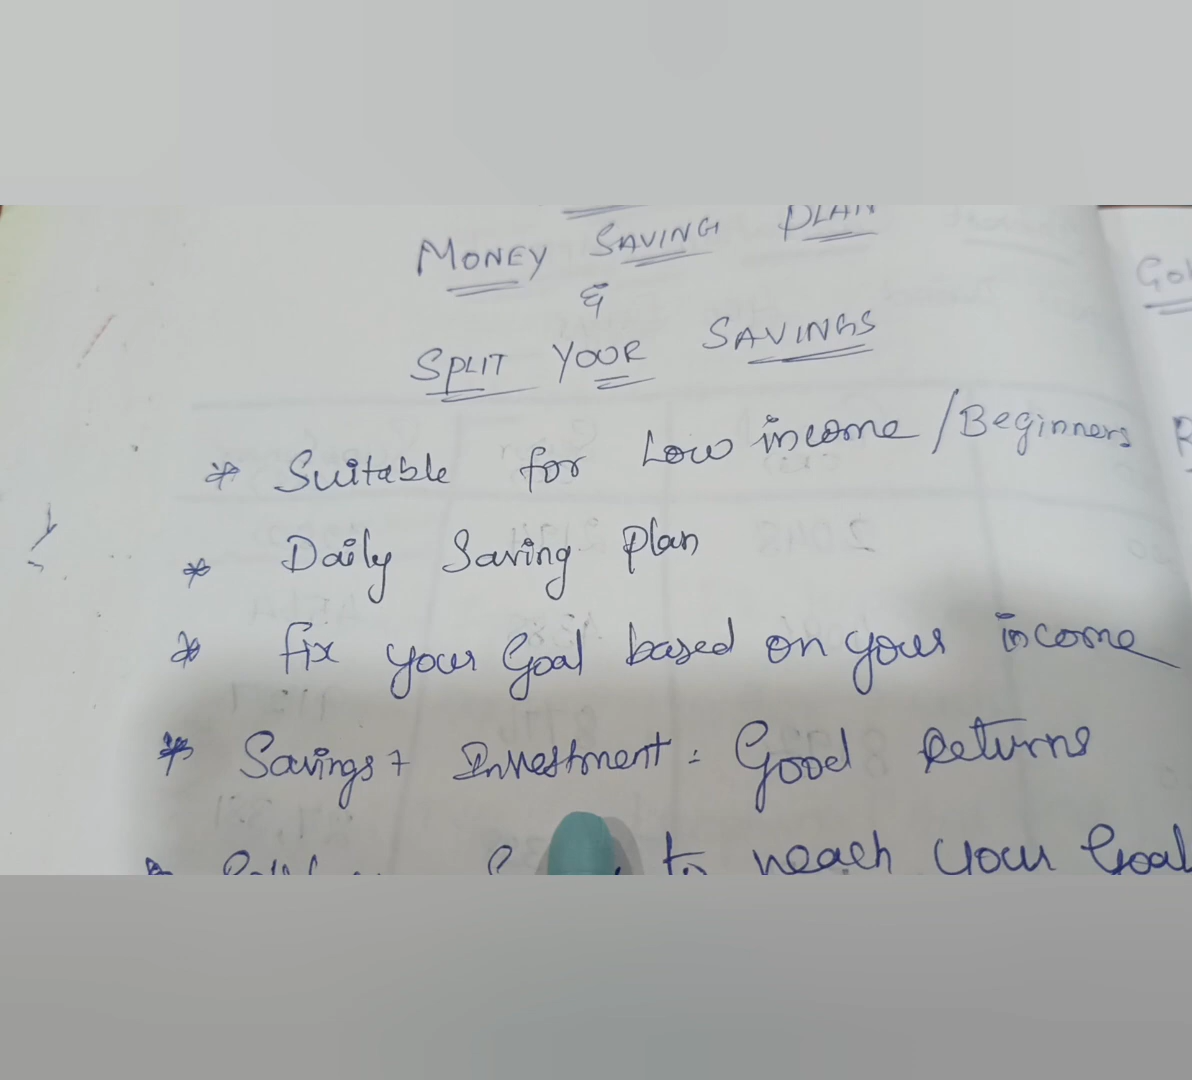 MONEY SAVING PLAN
&
SPLIT YOUR SAVINGS
* Suitable for Low income / Beginners
* Daily Saving Plan
* Fix your Goal based on your income
* Savings + Investment = Good Returns
to reach your Goal
Gol